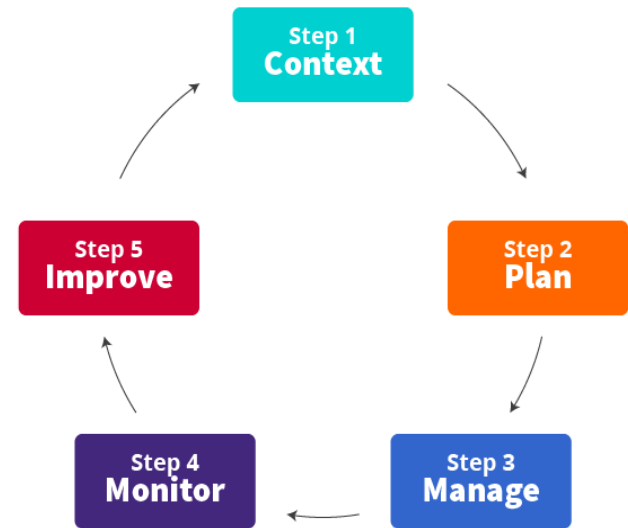 Step 1
Context
Step 2
Plan
Step 3
Manage
Step 4
Monitor
Step 5
Improve